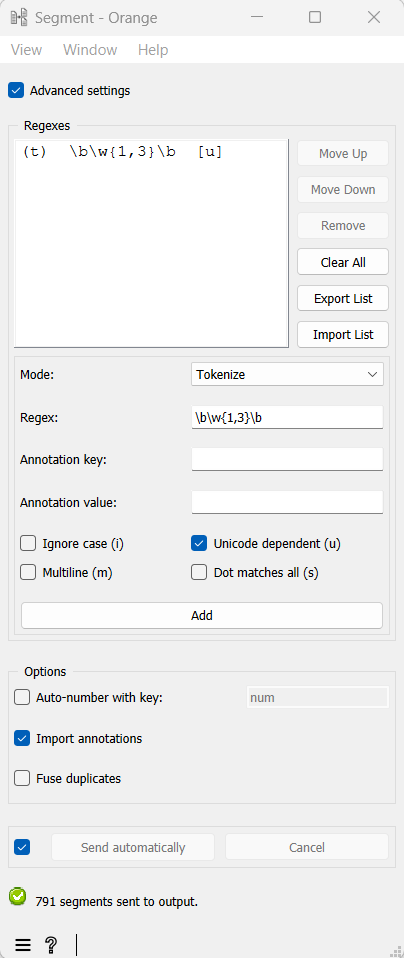 Segment - Orange
View Window Help
Advanced settings
Regexes
(t) \b\w{1,3}\b [u]
Move Up
Move Down
Remove
Clear All
Export List
Import List
Mode: Tokenize
Regex: \b\w{1,3}\b
Annotation key:
Annotation value:
Ignore case (i) Unicode dependent (u)
Multiline (m) Dot matches all (s)
Add
Options
Auto-number with key: num
Import annotations
Fuse duplicates
Send automatically Cancel
791 segments sent to output.
?